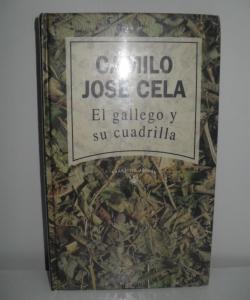 CAMILO
JOSE CELA
El gallego y
su cuadrilla